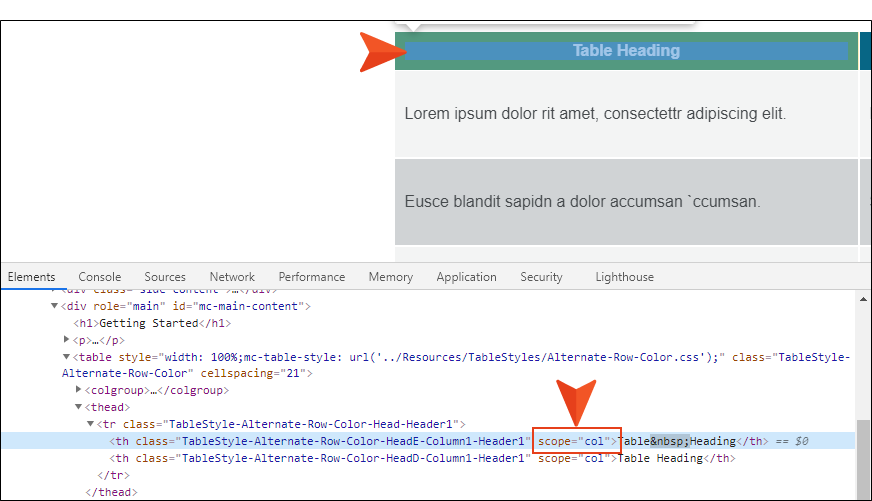 Table Heading
Lorem ipsum dolor rit amet, consectettr adipiscing elit.
Eusce blandit sapidn a dolor accumsan `ccumsan.
Elements Console Sources Network Performance Memory Application Security Lighthouse
<div class="side-content">…</div>
▼<div role="main" id="mc-main-content">
<h1>Getting Started</h1>
▶<p>…</p>
▼<table style="width: 100%;mc-table-style: url('../Resources/TableStyles/Alternate-Row-Color.css');" class="TableStyle-
Alternate-Row-Color" cellspacing="21">
▶<colgroup>…</colgroup>
▼<thead>
▼<tr class="TableStyle-Alternate-Row-Color-Head-Header1">
<th class="TableStyle-Alternate-Row-Color-HeadE-Column1-Header1" scope="col">Table&nbsp;Heading</th> == $0
<th class="TableStyle-Alternate-Row-Color-HeadD-Column1-Header1" scope="col">Table Heading</th>
</tr>
</thead>